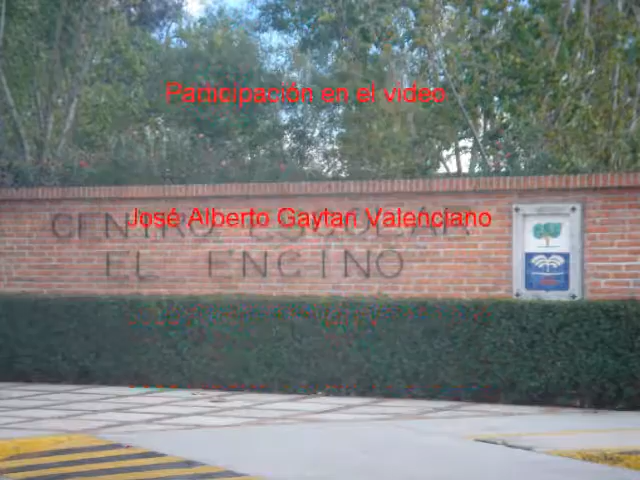 Participación en el video
José Alberto Gaytan Valenciano
CENTRO ESCOLAR
EL ENCINO